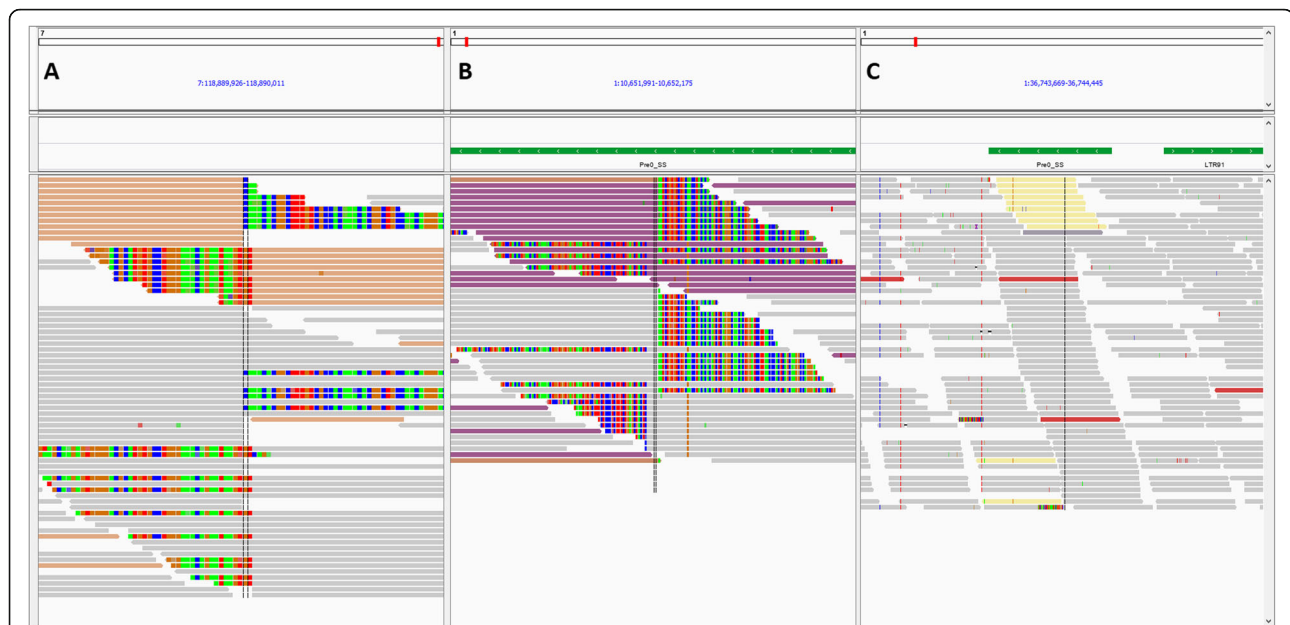 7
A
7:118,889,926-118,890,011
1
B
1:10,651,991-10,652,175
Pre0_SS
1
C
1:36,743,669-36,744,445
Pre0_SS
LTR91